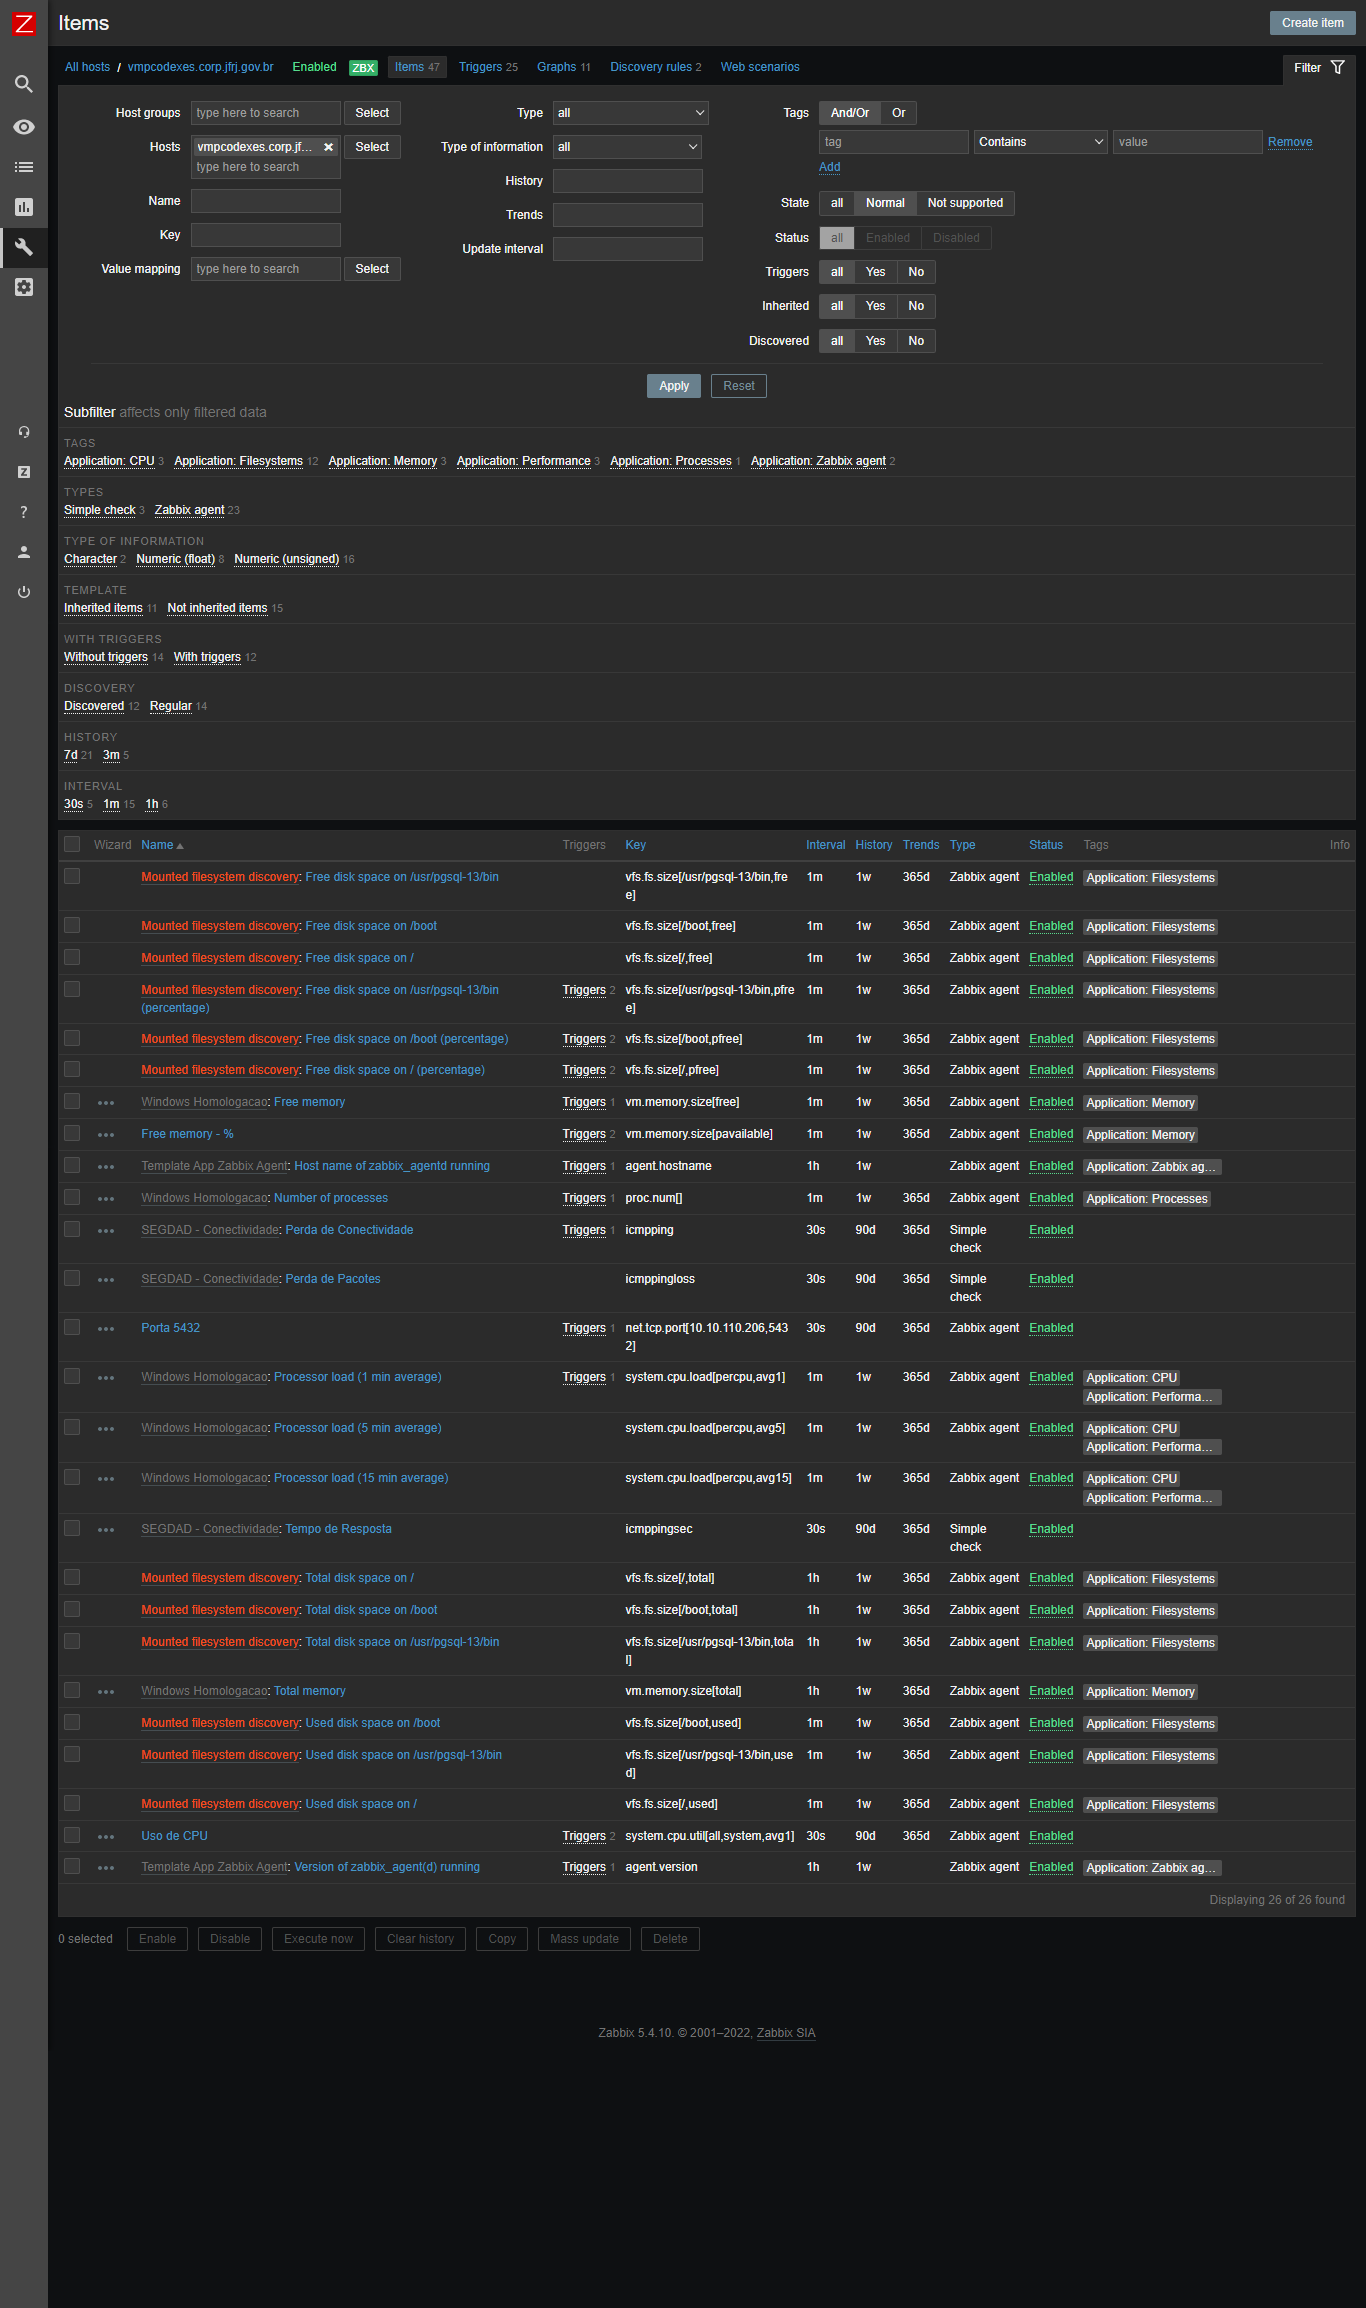 Z
Items
Create item
All hosts / vmpcodexes.corp.jfrj.gov.br Enabled ZBX Items 47 Triggers 25 Graphs 11 Discovery rules 2 Web scenarios
Filter
Host groups type here to search Select
Hosts vmpcodexes.corp.jf... Select
type here to search
Name
Key
Value mapping type here to search Select
Type all
Type of information all
History
Trends
Update interval
Tags And/Or Or
tag Contains value Remove
Add
State all Normal Not supported
Status all Enabled Disabled
Triggers all Yes No
Inherited all Yes No
Discovered all Yes No
Apply Reset
Subfilter affects only filtered data
TAGS
Application: CPU 3 Application: Filesystems 12 Application: Memory 3 Application: Performance 3 Application: Processes 1 Application: Zabbix agent 2
TYPES
Simple check 3 Zabbix agent 23
TYPE OF INFORMATION
Character 2 Numeric (float) 8 Numeric (unsigned) 16
TEMPLATE
Inherited items 11 Not inherited items 15
WITH TRIGGERS
Without triggers 14 With triggers 12
DISCOVERY
Discovered 12 Regular 14
HISTORY
7d 21 3m 5
INTERVAL
30s 5 1m 15 1h 6
Wizard Name Triggers Key Interval History Trends Type Status Tags Info
Mounted filesystem discovery: Free disk space on /usr/pgsql-13/bin vfs.fs.size[/usr/pgsql-13/bin,fre 1m 1w 365d Zabbix agent Enabled Application: Filesystems
e]
Mounted filesystem discovery: Free disk space on /boot vfs.fs.size[/boot,free] 1m 1w 365d Zabbix agent Enabled Application: Filesystems
Mounted filesystem discovery: Free disk space on / vfs.fs.size[/,free] 1m 1w 365d Zabbix agent Enabled Application: Filesystems
Mounted filesystem discovery: Free disk space on /usr/pgsql-13/bin Triggers 2 vfs.fs.size[/usr/pgsql-13/bin,pfre 1m 1w 365d Zabbix agent Enabled Application: Filesystems
(percentage) e]
Mounted filesystem discovery: Free disk space on /boot (percentage) Triggers 2 vfs.fs.size[/boot,pfree] 1m 1w 365d Zabbix agent Enabled Application: Filesystems
Mounted filesystem discovery: Free disk space on / (percentage) Triggers 2 vfs.fs.size[/,pfree] 1m 1w 365d Zabbix agent Enabled Application: Filesystems
Windows Homologacao: Free memory Triggers 1 vm.memory.size[free] 1m 1w 365d Zabbix agent Enabled Application: Memory
Free memory - % Triggers 2 vm.memory.size[pavailable] 1m 1w 365d Zabbix agent Enabled Application: Memory
Template App Zabbix Agent: Host name of zabbix_agentd running Triggers 1 agent.hostname 1h 1w Zabbix agent Enabled Application: Zabbix ag...
Windows Homologacao: Number of processes Triggers 1 proc.num[] 1m 1w 365d Zabbix agent Enabled Application: Processes
SEGDAD - Conectividade: Perda de Conectividade Triggers 1 icmpping 30s 90d 365d Simple Enabled
check
SEGDAD - Conectividade: Perda de Pacotes icmppingloss 30s 90d 365d Simple Enabled
check
Porta 5432 Triggers 1 net.tcp.port[10.10.110.206,543 30s 90d 365d Zabbix agent Enabled
2]
Windows Homologacao: Processor load (1 min average) Triggers 1 system.cpu.load[percpu,avg1] 1m 1w 365d Zabbix agent Enabled Application: CPU
Application: Performa...
Windows Homologacao: Processor load (5 min average) system.cpu.load[percpu,avg5] 1m 1w 365d Zabbix agent Enabled Application: CPU
Application: Performa...
Windows Homologacao: Processor load (15 min average) system.cpu.load[percpu,avg15] 1m 1w 365d Zabbix agent Enabled Application: CPU
Application: Performa...
SEGDAD - Conectividade: Tempo de Resposta icmppingsec 30s 90d 365d Simple Enabled
check
Mounted filesystem discovery: Total disk space on / vfs.fs.size[/,total] 1h 1w 365d Zabbix agent Enabled Application: Filesystems
Mounted filesystem discovery: Total disk space on /boot vfs.fs.size[/boot,total] 1h 1w 365d Zabbix agent Enabled Application: Filesystems
Mounted filesystem discovery: Total disk space on /usr/pgsql-13/bin vfs.fs.size[/usr/pgsql-13/bin,tota 1h 1w 365d Zabbix agent Enabled Application: Filesystems
l]
Windows Homologacao: Total memory vm.memory.size[total] 1h 1w 365d Zabbix agent Enabled Application: Memory
Mounted filesystem discovery: Used disk space on /boot vfs.fs.size[/boot,used] 1m 1w 365d Zabbix agent Enabled Application: Filesystems
Mounted filesystem discovery: Used disk space on /usr/pgsql-13/bin vfs.fs.size[/usr/pgsql-13/bin,use 1m 1w 365d Zabbix agent Enabled Application: Filesystems
d]
Mounted filesystem discovery: Used disk space on / vfs.fs.size[/,used] 1m 1w 365d Zabbix agent Enabled Application: Filesystems
Uso de CPU Triggers 2 system.cpu.util[all,system,avg1] 30s 90d 365d Zabbix agent Enabled
Template App Zabbix Agent: Version of zabbix_agent(d) running Triggers 1 agent.version 1h 1w Zabbix agent Enabled Application: Zabbix ag...
Displaying 26 of 26 found
0 selected Enable Disable Execute now Clear history Copy Mass update Delete
Zabbix 5.4.10. © 2001–2022, Zabbix SIA